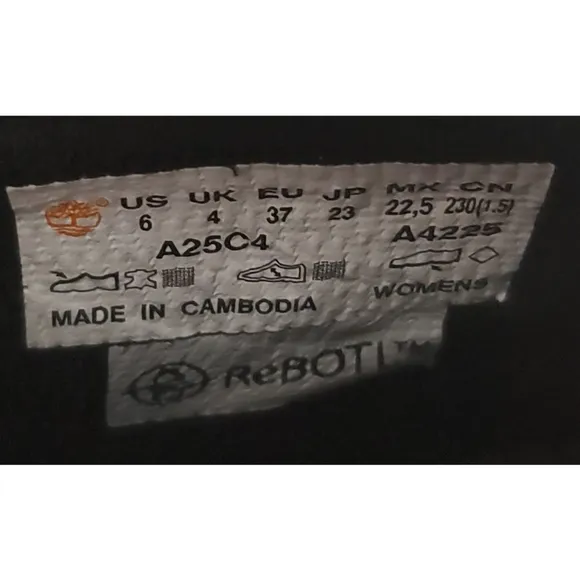 US UK EU JP MX CN
6 4 37 23 22,5 230(1.5)
A25C4 A4225
MADE IN CAMBODIA WOMENS
ReBOTL™